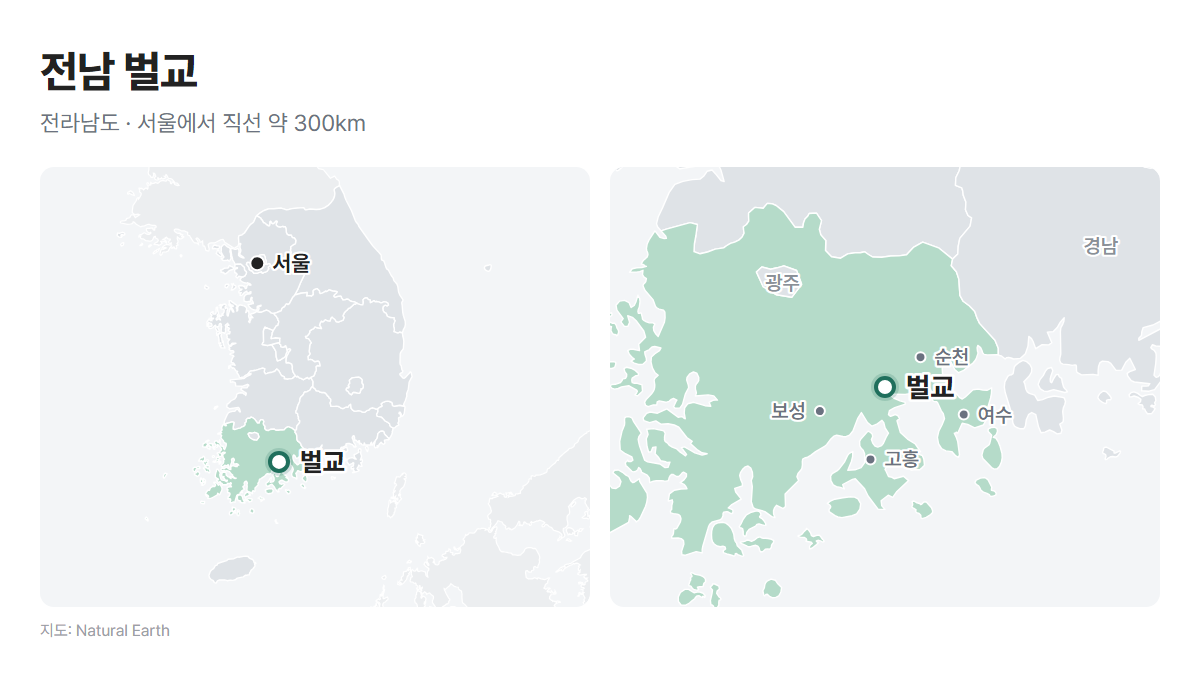 전남 벌교
전라남도 · 서울에서 직선 약 300km
서울
벌교
경남
광주
순천
벌교
보성
여수
고흥
지도: Natural Earth